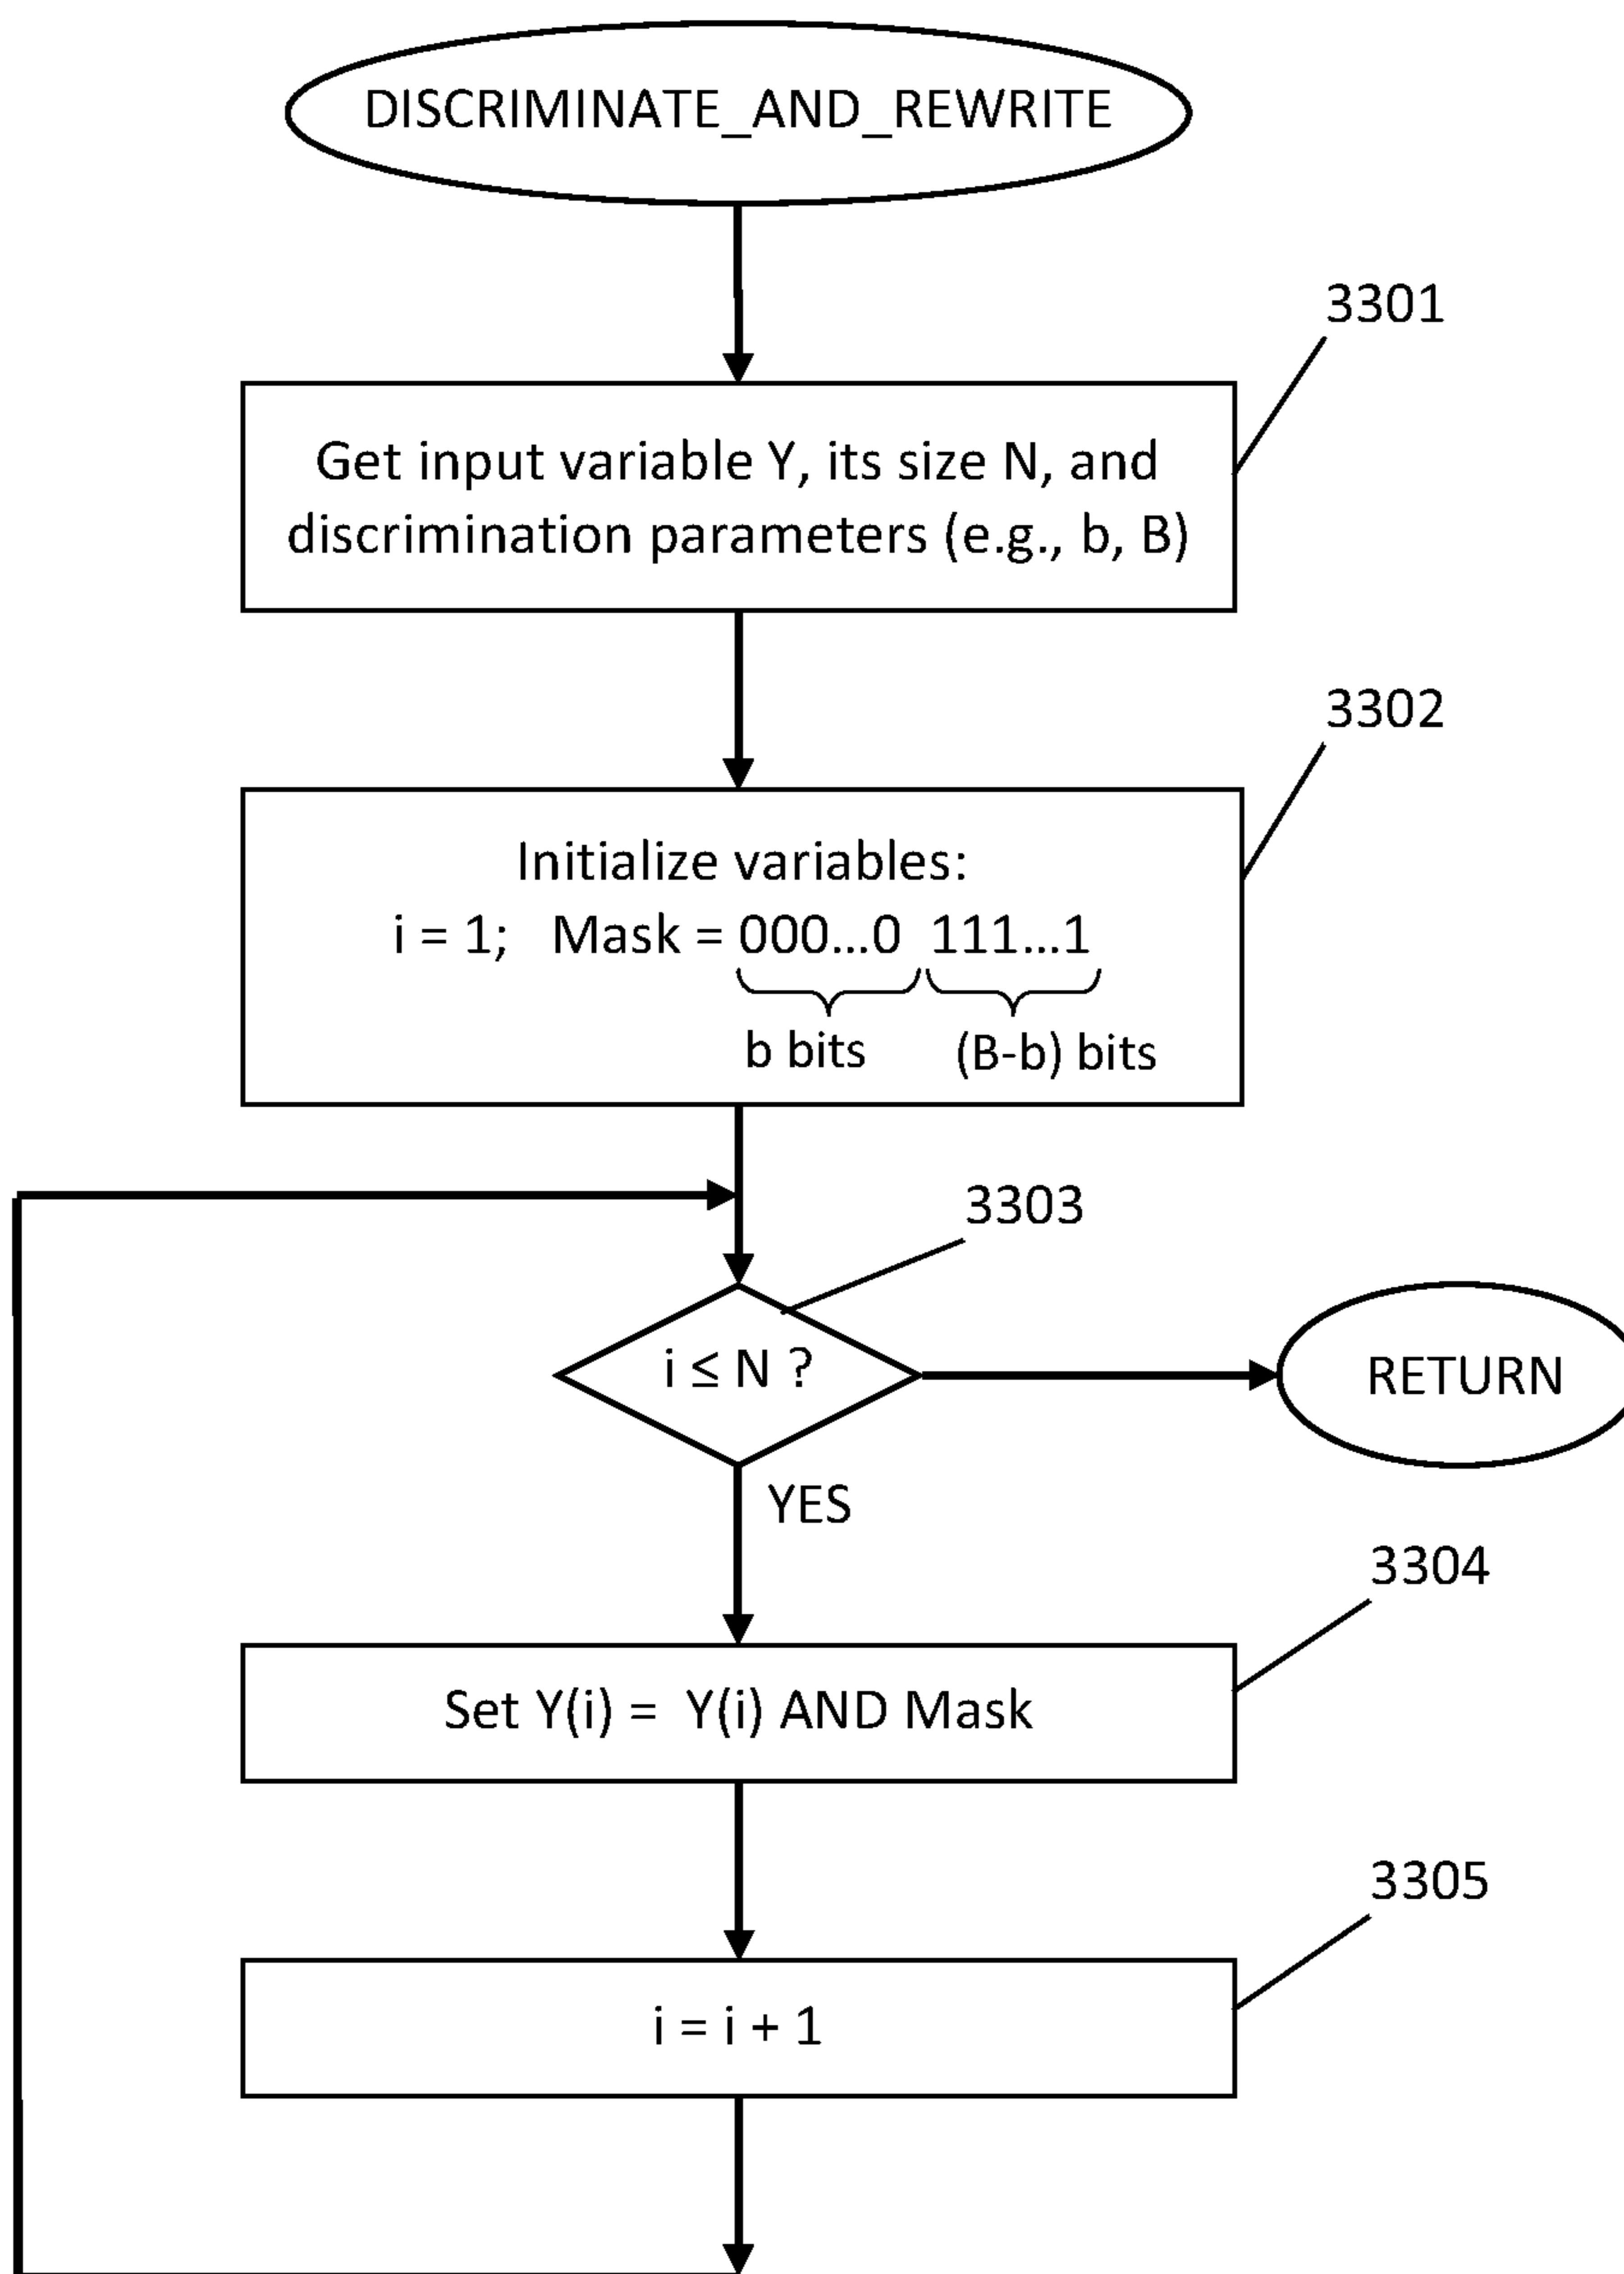 DISCRIMINATE_AND_REWRITE
3301
Get input variable Y, its size N, and
discrimination parameters (e.g., b, B)
3302
Initialize variables:
i = 1; Mask = 000...0 111...1
b bits (B-b) bits
3303
i ≤ N ?
RETURN
YES
3304
Set Y(i) = Y(i) AND Mask
3305
i = i + 1